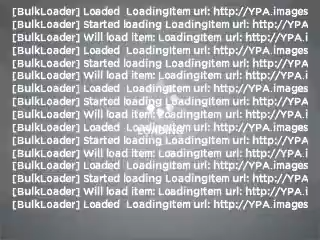 [BulkLoader] Loaded  LoadingItem url: http://YPA.images
[BulkLoader] Started loading LoadingItem url: http://YPA
[BulkLoader] Will load item: LoadingItem url: http://YPA.i
[BulkLoader] Loaded  LoadingItem url: http://YPA.images
[BulkLoader] Started loading LoadingItem url: http://YPA
[BulkLoader] Will load item: LoadingItem url: http://YPA.i
[BulkLoader] Loaded  LoadingItem url: http://YPA.images
[BulkLoader] Started loading LoadingItem url: http://YPA
[BulkLoader] Will load item: LoadingItem url: http://YPA.i
[BulkLoader] Loaded  LoadingItem url: http://YPA.images
[BulkLoader] Started loading LoadingItem url: http://YPA
[BulkLoader] Will load item: LoadingItem url: http://YPA.i
[BulkLoader] Loaded  LoadingItem url: http://YPA.images
[BulkLoader] Started loading LoadingItem url: http://YPA
[BulkLoader] Will load item: LoadingItem url: http://YPA.i
[BulkLoader] Loaded  LoadingItem url: http://YPA.images